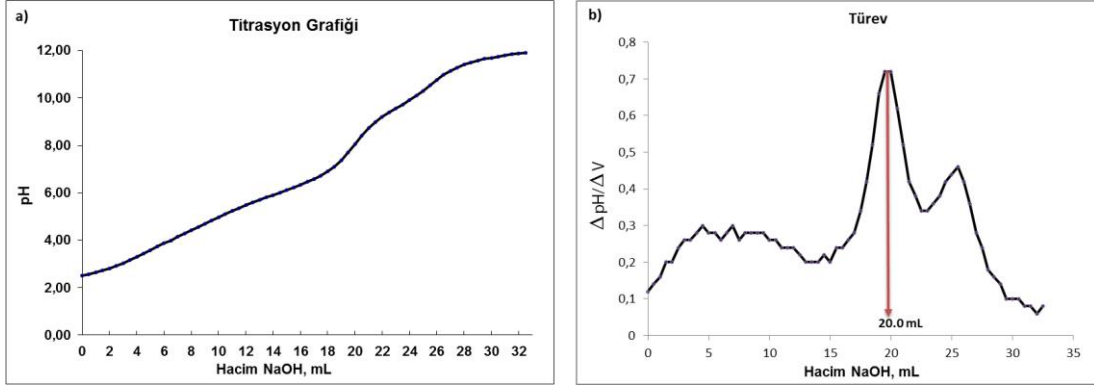 a)
Titrasyon Grafiği
12,00
10,00
8,00
6,00
4,00
2,00
0,00
pH
0 2 4 6 8 10 12 14 16 18 20 22 24 26 28 30 32
Hacim NaOH, mL
b)
Türev
0,8
0,7
0,6
0,5
0,4
0,3
0,2
0,1
0
Δ pH/Δ V
20.0 mL
0 5 10 15 20 25 30 35
Hacim NaOH, mL